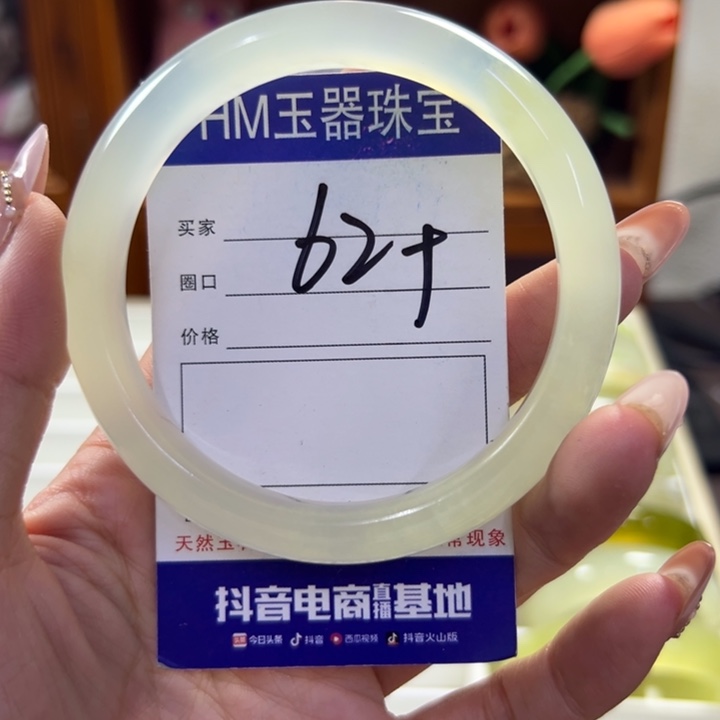 HM玉器珠宝
买家
62+
圈口
价格
天然玉 常现象
抖音电商直播基地
今日头条 抖音 西瓜视频 抖音火山版